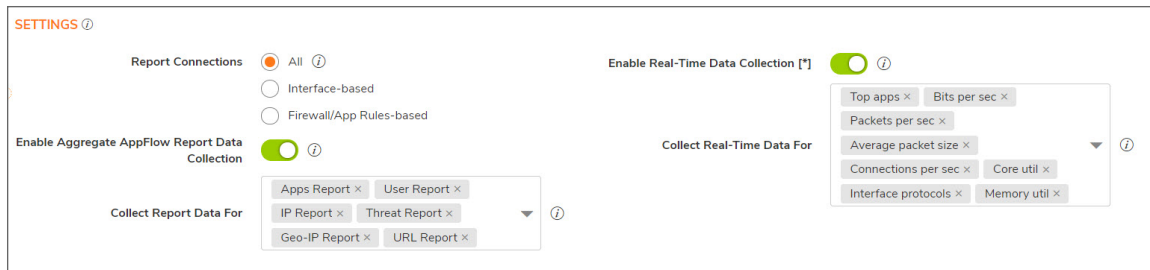 SETTINGS
Report Connections
All
Interface-based
Firewall/App Rules-based
Enable Aggregate AppFlow Report Data
Collection
Collect Report Data For
Apps Report × User Report ×
IP Report × Threat Report ×
Geo-IP Report × URL Report ×
Enable Real-Time Data Collection [*]
Collect Real-Time Data For
Top apps × Bits per sec ×
Packets per sec ×
Average packet size ×
Connections per sec × Core util ×
Interface protocols × Memory util ×